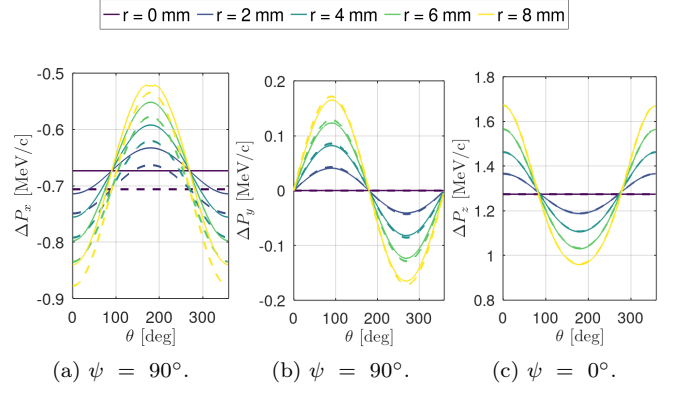 r = 0 mm r = 2 mm r = 4 mm r = 6 mm r = 8 mm
-0.5
-0.6
-0.7
-0.8
-0.9
ΔPₓ [MeV/c]
0 100 200 300
θ [deg]
(a) ψ = 90°.
0.2
0.1
0
-0.1
-0.2
ΔP_y [MeV/c]
0 100 200 300
θ [deg]
(b) ψ = 90°.
1.8
1.6
1.4
1.2
1
0.8
ΔP_z [MeV/c]
0 100 200 300
θ [deg]
(c) ψ = 0°.